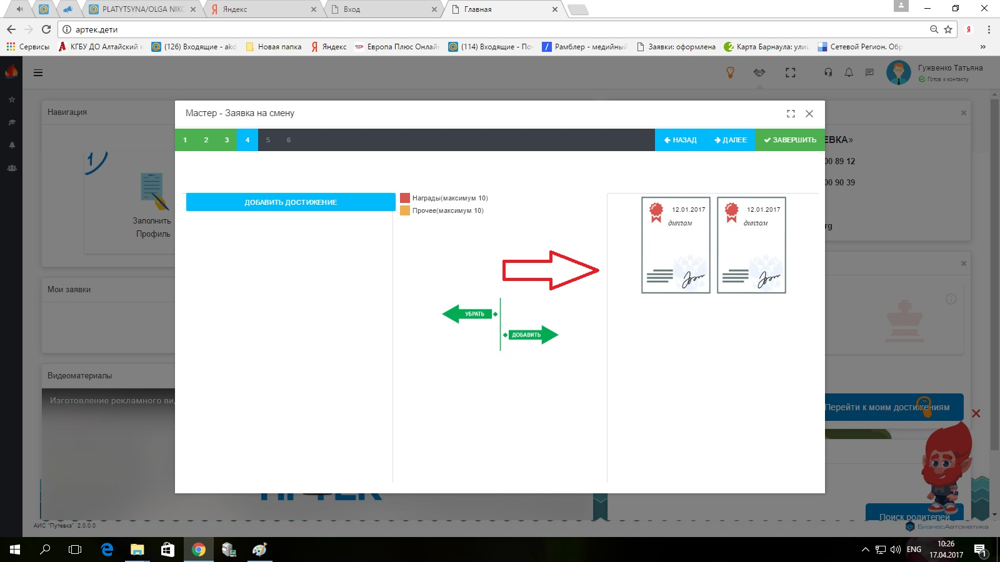 PLATYTSYNA/OLGA NIKO
Яндекс
Вход
Главная
артек.дети
Сервисы
КГБУ ДО Алтайский к
(126) Входящие - akd
Новая папка
Яндекс
Европа Плюс Онлайн
(114) Входящие - Поч
Рамблер - медийный
Заявки: оформлена
Карта Барнаула: улиц
Сетевой Регион. Обр
Гужвенко Татьяна
Готов к контакту
Навигация
1
Заполнить
Профиль
Мои заявки
Видеоматериалы
Изготовление рекламного ви
Мастер - Заявка на смену
1 2 3 4 5 6
НАЗАД
ДАЛЕЕ
ЗАВЕРШИТЬ
ДОБАВИТЬ ДОСТИЖЕНИЕ
Награды(максимум 10)
Прочее(максимум 10)
УБРАТЬ
ДОБАВИТЬ
12.01.2017
диплом
12.01.2017
диплом
ЕВКА»
00 89 12
00 90 39
rg
Перейти к моим достижениям
Поиск родителей
АИС "Путевка" 2.0.0.0
БизнесАвтоматика
ENG
10:26
17.04.2017
1